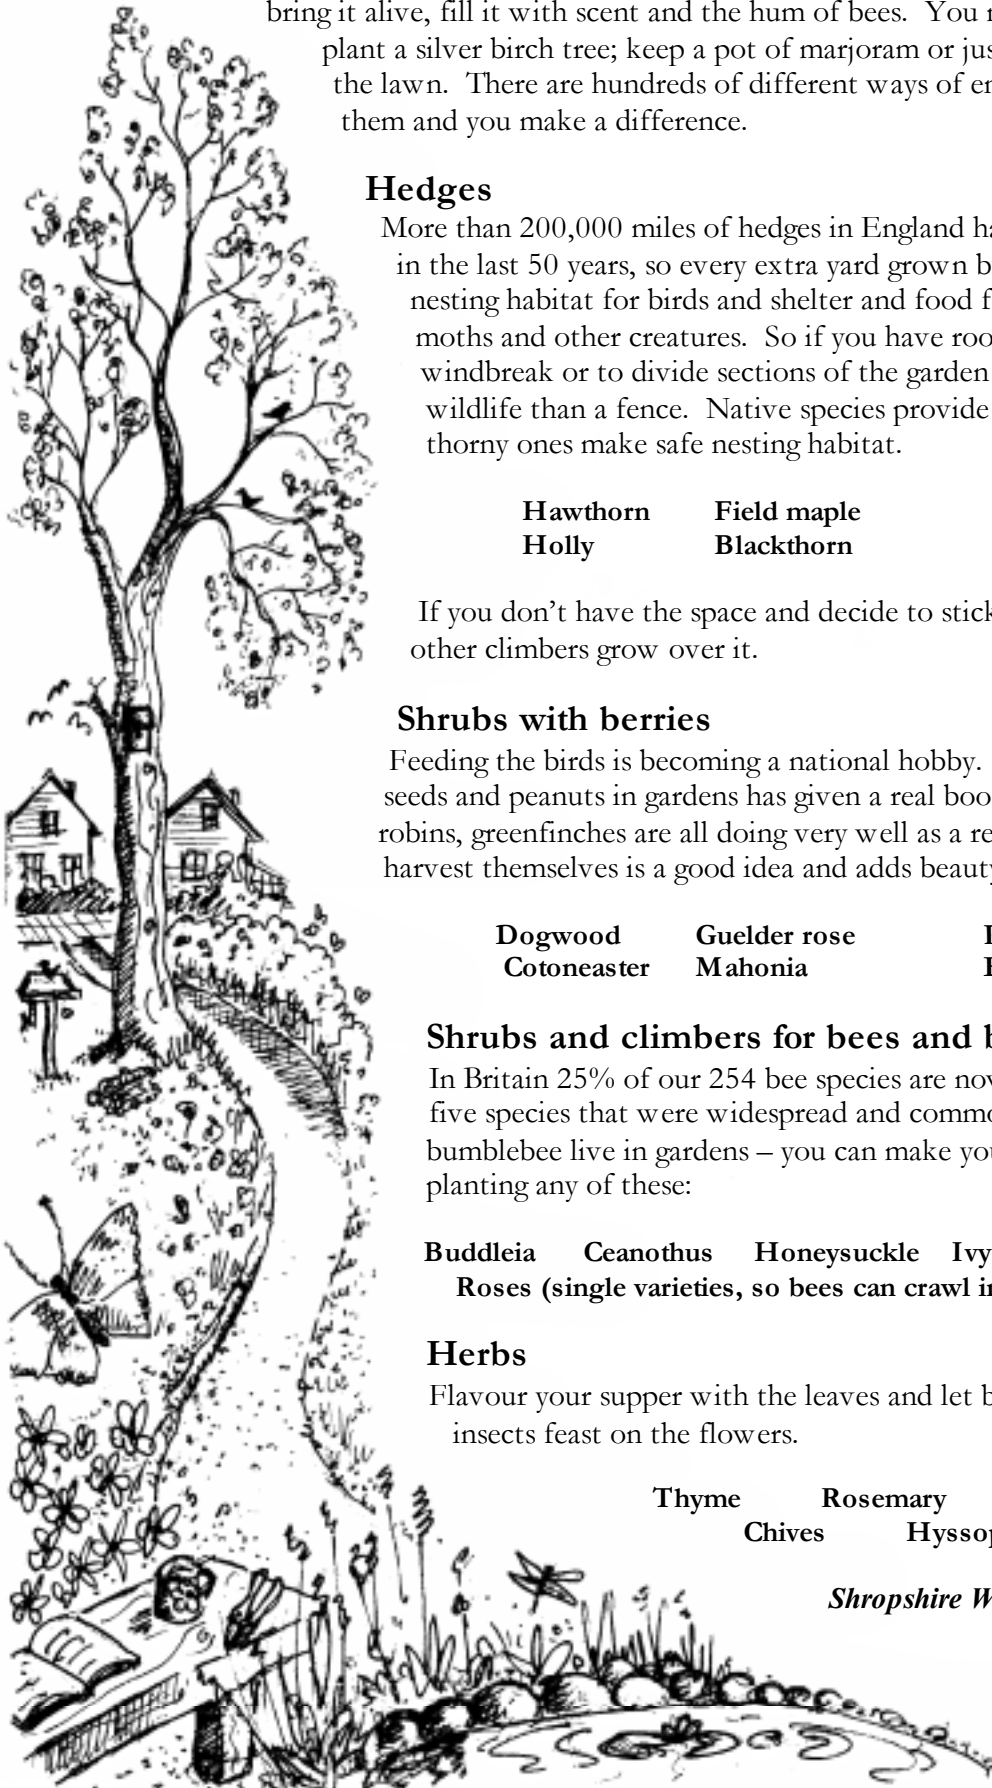 bring it alive, fill it with scent and the hum of bees. You
plant a silver birch tree; keep a pot of marjoram or
the lawn. There are hundreds of different ways of
them and you make a difference.
Hedges
More than 200,000 miles of hedges in England
in the last 50 years, so every extra yard grown
nesting habitat for birds and shelter and food
moths and other creatures. So if you have
windbreak or to divide sections of the garden
wildlife than a fence. Native species provide
thorny ones make safe nesting habitat.
Hawthorn Field maple
Holly Blackthorn
If you don't have the space and decide to stick
other climbers grow over it.
Shrubs with berries
Feeding the birds is becoming a national hobby.
seeds and peanuts in gardens has given a real
robins, greenfinches are all doing very well as a
harvest themselves is a good idea and adds beauty
Dogwood Guelder rose
Cotoneaster Mahonia
Shrubs and climbers for bees and
In Britain 25% of our 254 bee species are
five species that were widespread and
bumblebee live in gardens – you can make
planting any of these:
Buddleia Ceanothus Honeysuckle Ivy
Roses (single varieties, so bees can crawl
Herbs
Flavour your supper with the leaves and let
insects feast on the flowers.
Thyme Rosemary
Chives
Shropshire